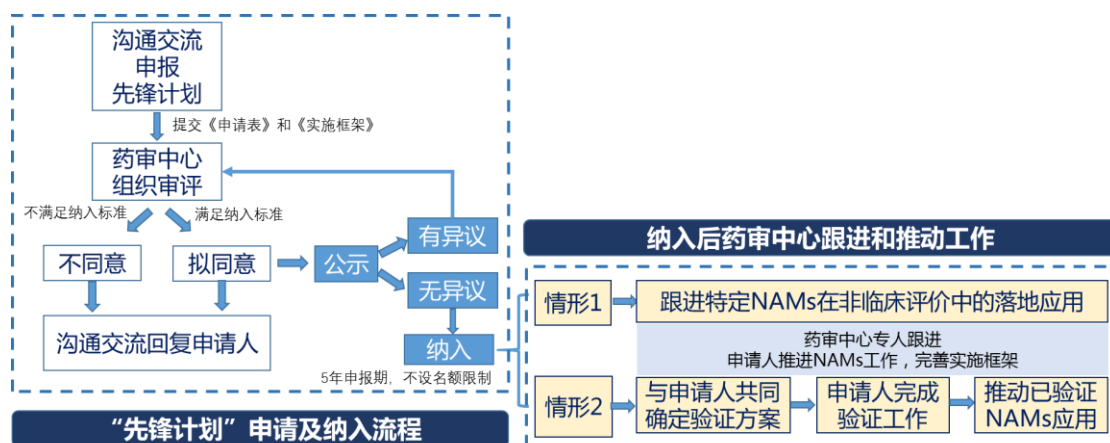 沟通交流
申报
先锋计划
提交《申请表》和《实施框架》
药审中心
组织审评
不满足纳入标准
满足纳入标准
不同意
拟同意
公示
有异议
无异议
沟通交流回复申请人
纳入
5年申报期，不设名额限制
“先锋计划”申请及纳入流程
纳入后药审中心跟进和推动工作
情形1
跟进特定NAMs在非临床评价中的落地应用
药审中心专人跟进
申请人推进NAMs工作，完善实施框架
情形2
与申请人共同
确定验证方案
申请人完成
验证工作
推动已验证
NAMs应用